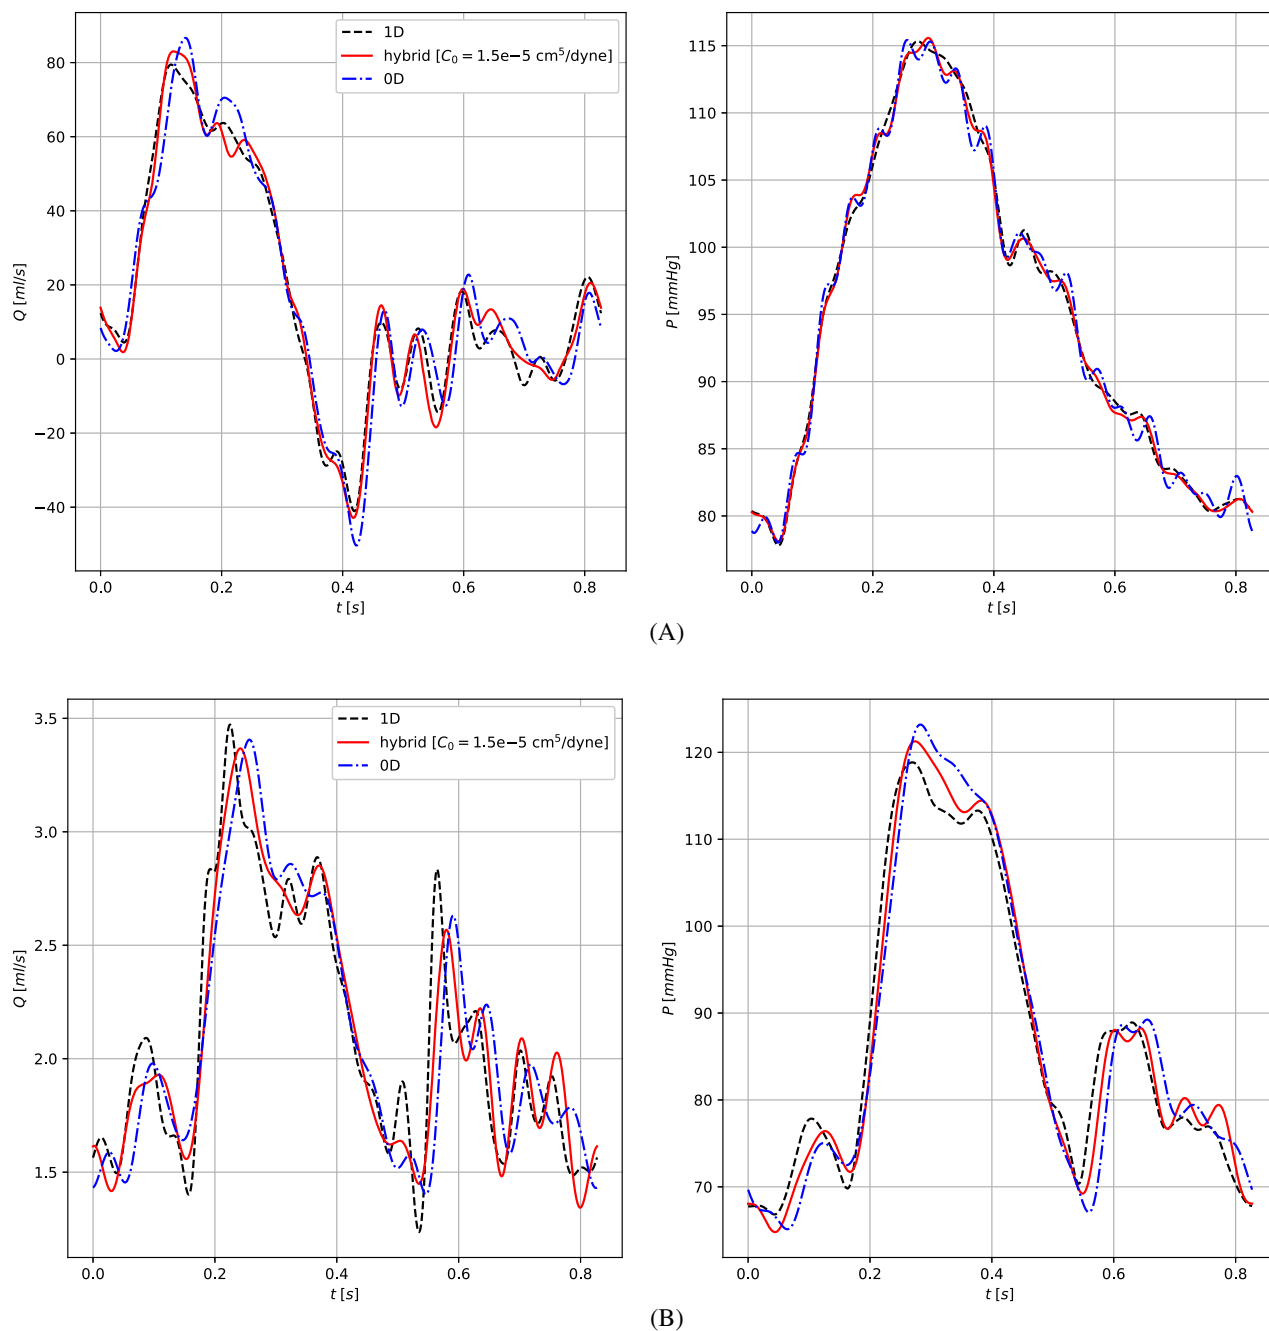 1D
hybrid [C₀ = 1.5e−5 cm⁵/dyne]
0D
80
60
40
20
0
−20
−40
Q [ml/s]
0.0 0.2 0.4 0.6 0.8
t [s]
115
110
105
100
95
90
85
80
P [mmHg]
0.0 0.2 0.4 0.6 0.8
t [s]
(A)
1D
hybrid [C₀ = 1.5e−5 cm⁵/dyne]
0D
3.5
3.0
2.5
2.0
1.5
Q [ml/s]
0.0 0.2 0.4 0.6 0.8
t [s]
120
110
100
90
80
70
P [mmHg]
0.0 0.2 0.4 0.6 0.8
t [s]
(B)